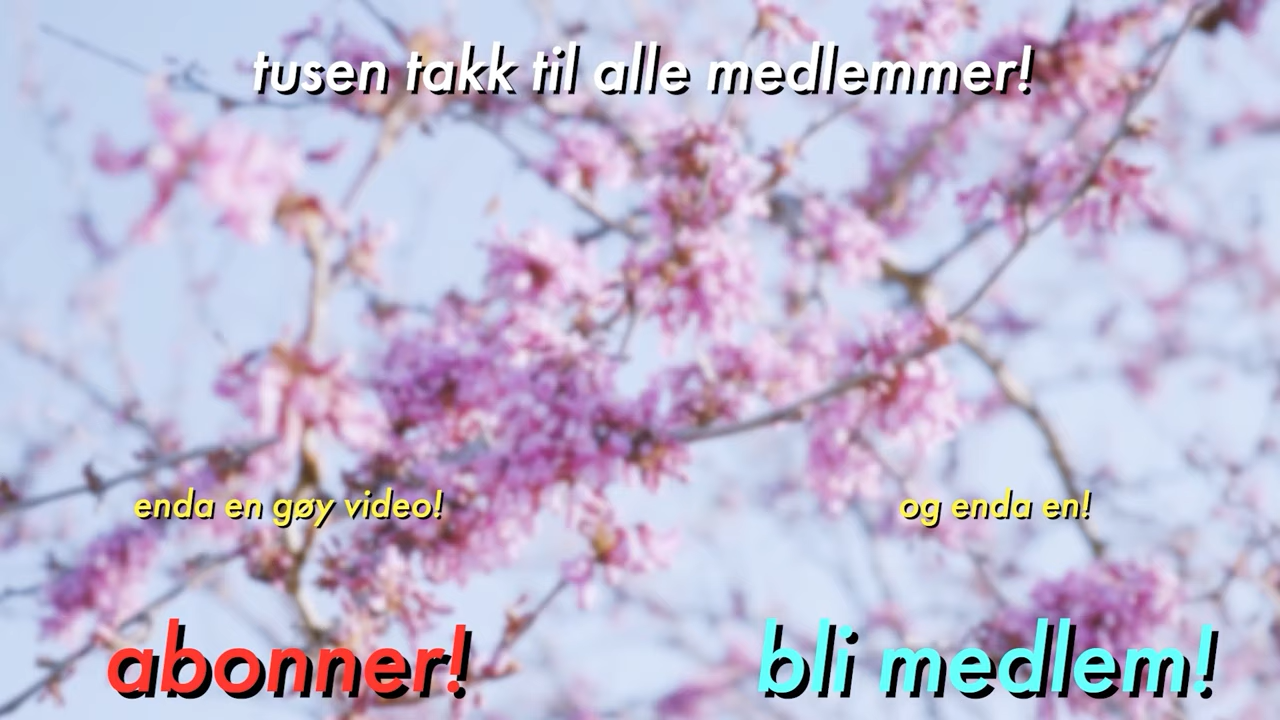 tusen takk til alle medlemmer!
enda en gøy video!
og enda en!
abonner!
bli medlem!